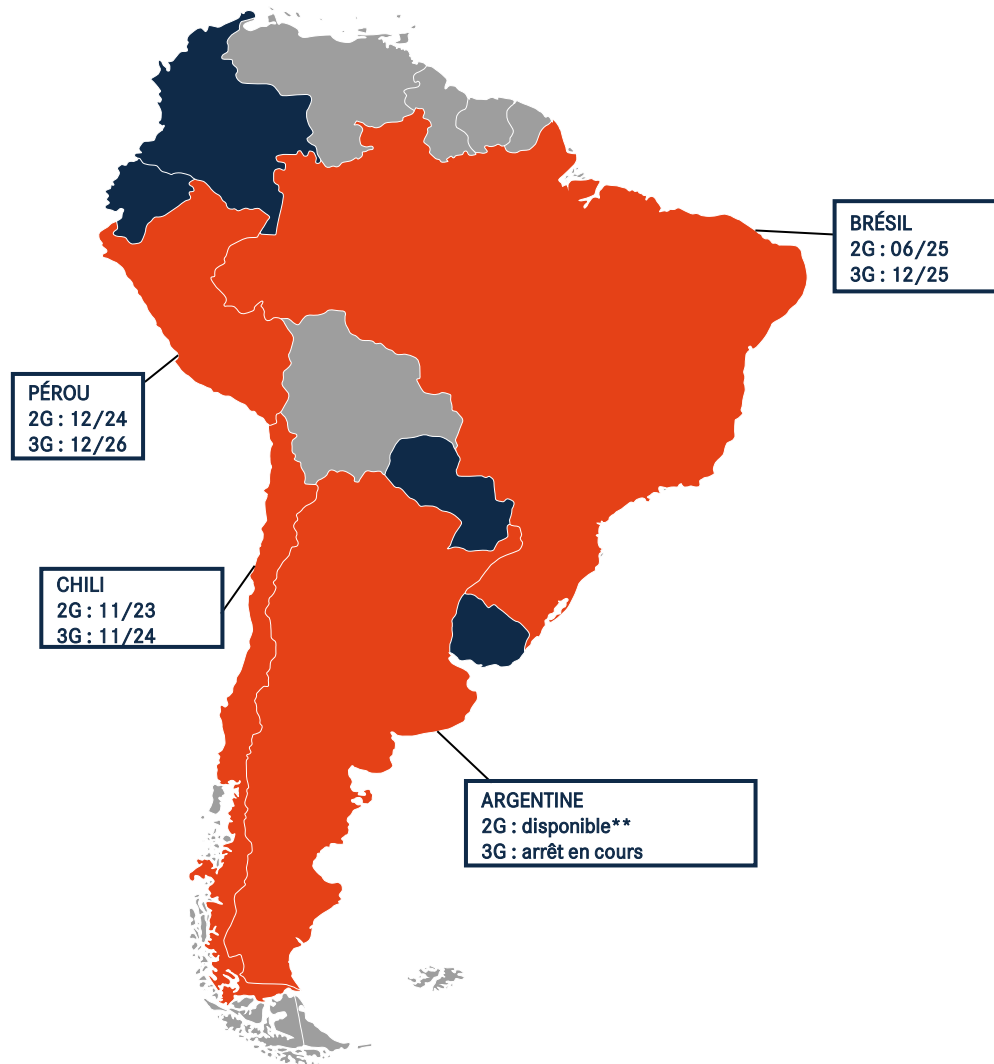 BRÉSIL
2G : 06/25
3G : 12/25
PÉROU
2G : 12/24
3G : 12/26
CHILI
2G : 11/23
3G : 11/24
ARGENTINE
2G : disponible**
3G : arrêt en cours